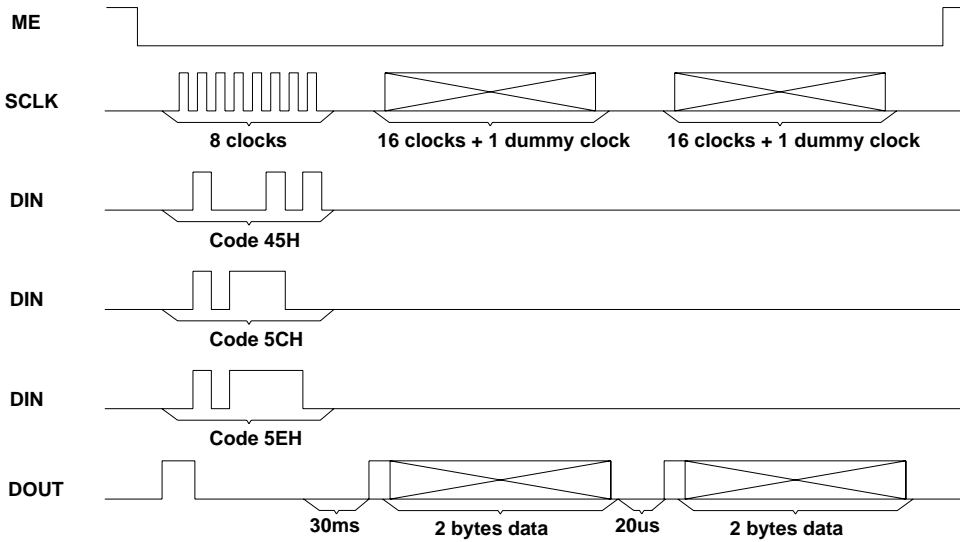 ME
SCLK
8 clocks
16 clocks + 1 dummy clock
16 clocks + 1 dummy clock
DIN
Code 45H
DIN
Code 5CH
DIN
Code 5EH
DOUT
30ms
2 bytes data
20us
2 bytes data